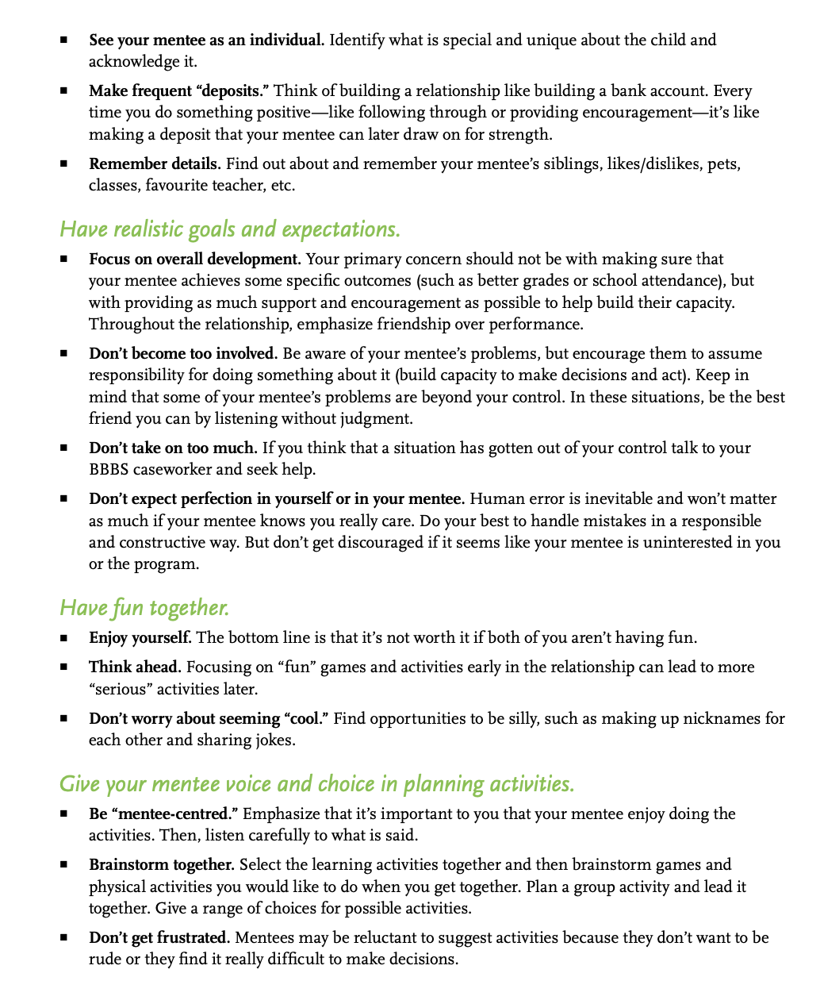 ▪ See your mentee as an individual. Identify what is special and unique about the child and
acknowledge it.
▪ Make frequent “deposits.” Think of building a relationship like building a bank account. Every
time you do something positive—like following through or providing encouragement—it’s like
making a deposit that your mentee can later draw on for strength.
▪ Remember details. Find out about and remember your mentee’s siblings, likes/dislikes, pets,
classes, favourite teacher, etc.
Have realistic goals and expectations.
▪ Focus on overall development. Your primary concern should not be with making sure that
your mentee achieves some specific outcomes (such as better grades or school attendance), but
with providing as much support and encouragement as possible to help build their capacity.
Throughout the relationship, emphasize friendship over performance.
▪ Don’t become too involved. Be aware of your mentee’s problems, but encourage them to assume
responsibility for doing something about it (build capacity to make decisions and act). Keep in
mind that some of your mentee’s problems are beyond your control. In these situations, be the best
friend you can by listening without judgment.
▪ Don’t take on too much. If you think that a situation has gotten out of your control talk to your
BBBS caseworker and seek help.
▪ Don’t expect perfection in yourself or in your mentee. Human error is inevitable and won’t matter
as much if your mentee knows you really care. Do your best to handle mistakes in a responsible
and constructive way. But don’t get discouraged if it seems like your mentee is uninterested in you
or the program.
Have fun together.
▪ Enjoy yourself. The bottom line is that it’s not worth it if both of you aren’t having fun.
▪ Think ahead. Focusing on “fun” games and activities early in the relationship can lead to more
“serious” activities later.
▪ Don’t worry about seeming “cool.” Find opportunities to be silly, such as making up nicknames for
each other and sharing jokes.
Give your mentee voice and choice in planning activities.
▪ Be “mentee-centred.” Emphasize that it’s important to you that your mentee enjoy doing the
activities. Then, listen carefully to what is said.
▪ Brainstorm together. Select the learning activities together and then brainstorm games and
physical activities you would like to do when you get together. Plan a group activity and lead it
together. Give a range of choices for possible activities.
▪ Don’t get frustrated. Mentees may be reluctant to suggest activities because they don’t want to be
rude or they find it really difficult to make decisions.